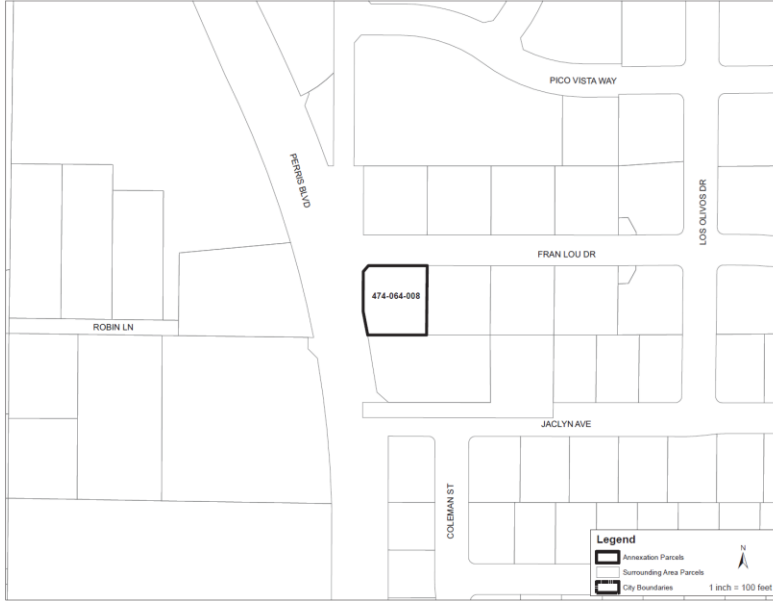 PICO VISTA WAY
PERRIS BLVD
LOS OLIVOS DR
FRAN LOU DR
474-064-008
ROBIN LN
JACLYN AVE
COLEMAN ST
Legend
Annexation Parcels
Surrounding Area Parcels
City Boundaries
N
1 inch = 100 feet